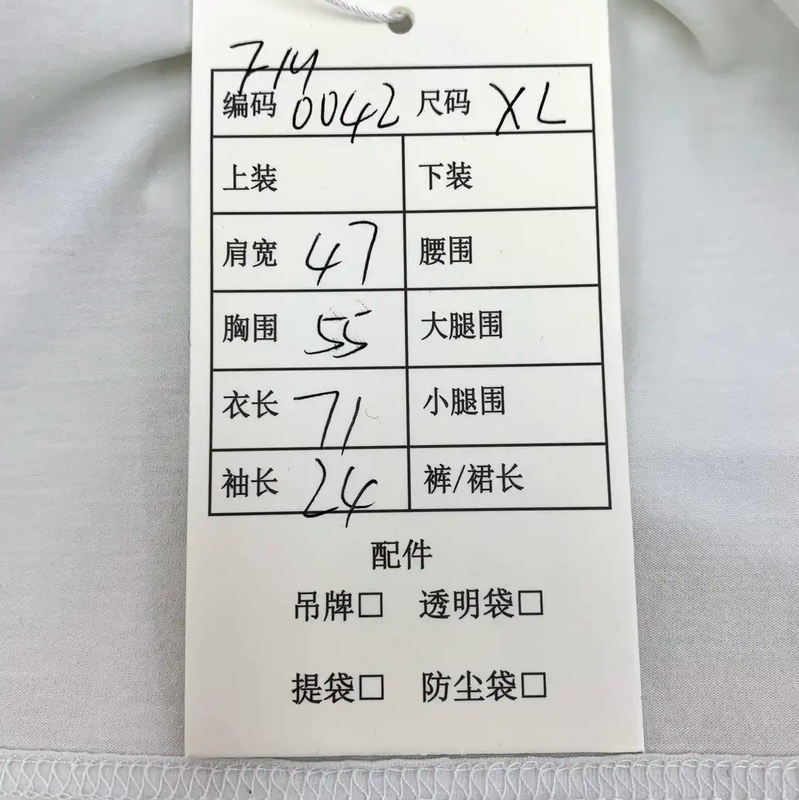 7-14
编码 0042 尺码 XL
上装 下装
肩宽 47 腰围
胸围 55 大腿围
衣长 71 小腿围
袖长 24 裤/裙长
配件
吊牌□ 透明袋□
提袋□ 防尘袋□